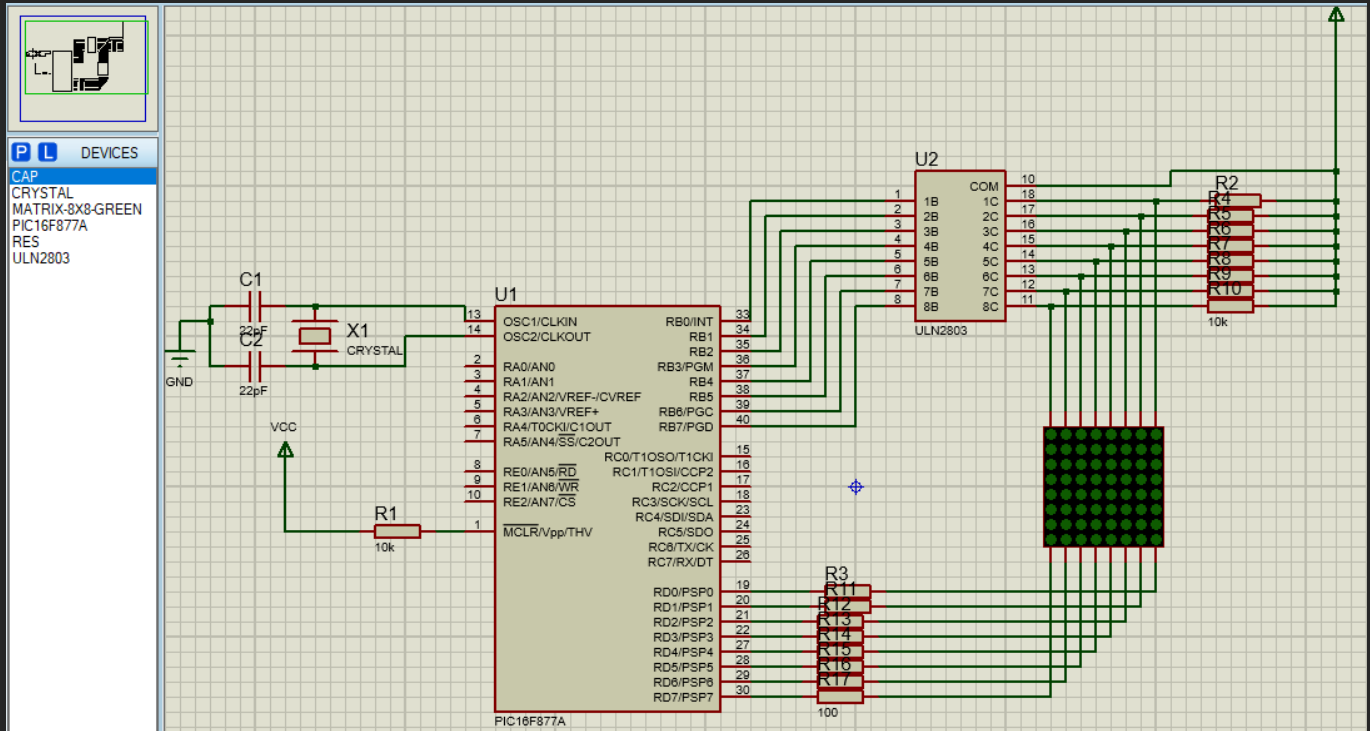 P L DEVICES
CAP
CRYSTAL
MATRIX-8X8-GREEN
PIC16F877A
RES
ULN2803
C1
22pF
C2
22pF
GND
X1
CRYSTAL
VCC
R1
10k
U1
13 OSC1/CLKIN
14 OSC2/CLKOUT
2 RA0/AN0
3 RA1/AN1
4 RA2/AN2/VREF-/CVREF
5 RA3/AN3/VREF+
6 RA4/T0CKI/C1OUT
7 RA5/AN4/SS/C2OUT
8 RE0/AN5/RD
9 RE1/AN6/WR
10 RE2/AN7/CS
1 MCLR/Vpp/THV
RB0/INT 33
RB1 34
RB2 35
RB3/PGM 36
RB4 37
RB5 38
RB6/PGC 39
RB7/PGD 40
RC0/T1OSO/T1CKI 15
RC1/T1OSI/CCP2 16
RC2/CCP1 17
RC3/SCK/SCL 18
RC4/SDI/SDA 23
RC5/SDO 24
RC6/TX/CK 25
RC7/RX/DT 26
RD0/PSP0 19
RD1/PSP1 20
RD2/PSP2 21
RD3/PSP3 22
RD4/PSP4 27
RD5/PSP5 28
RD6/PSP6 29
RD7/PSP7 30
PIC16F877A
U2
COM 10
1 1B 1C 18
2 2B 2C 17
3 3B 3C 16
4 4B 4C 15
5 5B 5C 14
6 6B 6C 13
7 7B 7C 12
8 8B 8C 11
ULN2803
R2
R4
R5
R6
R7
R8
R9
R10
10k
R3
R11
R12
R13
R14
R15
R16
R17
100